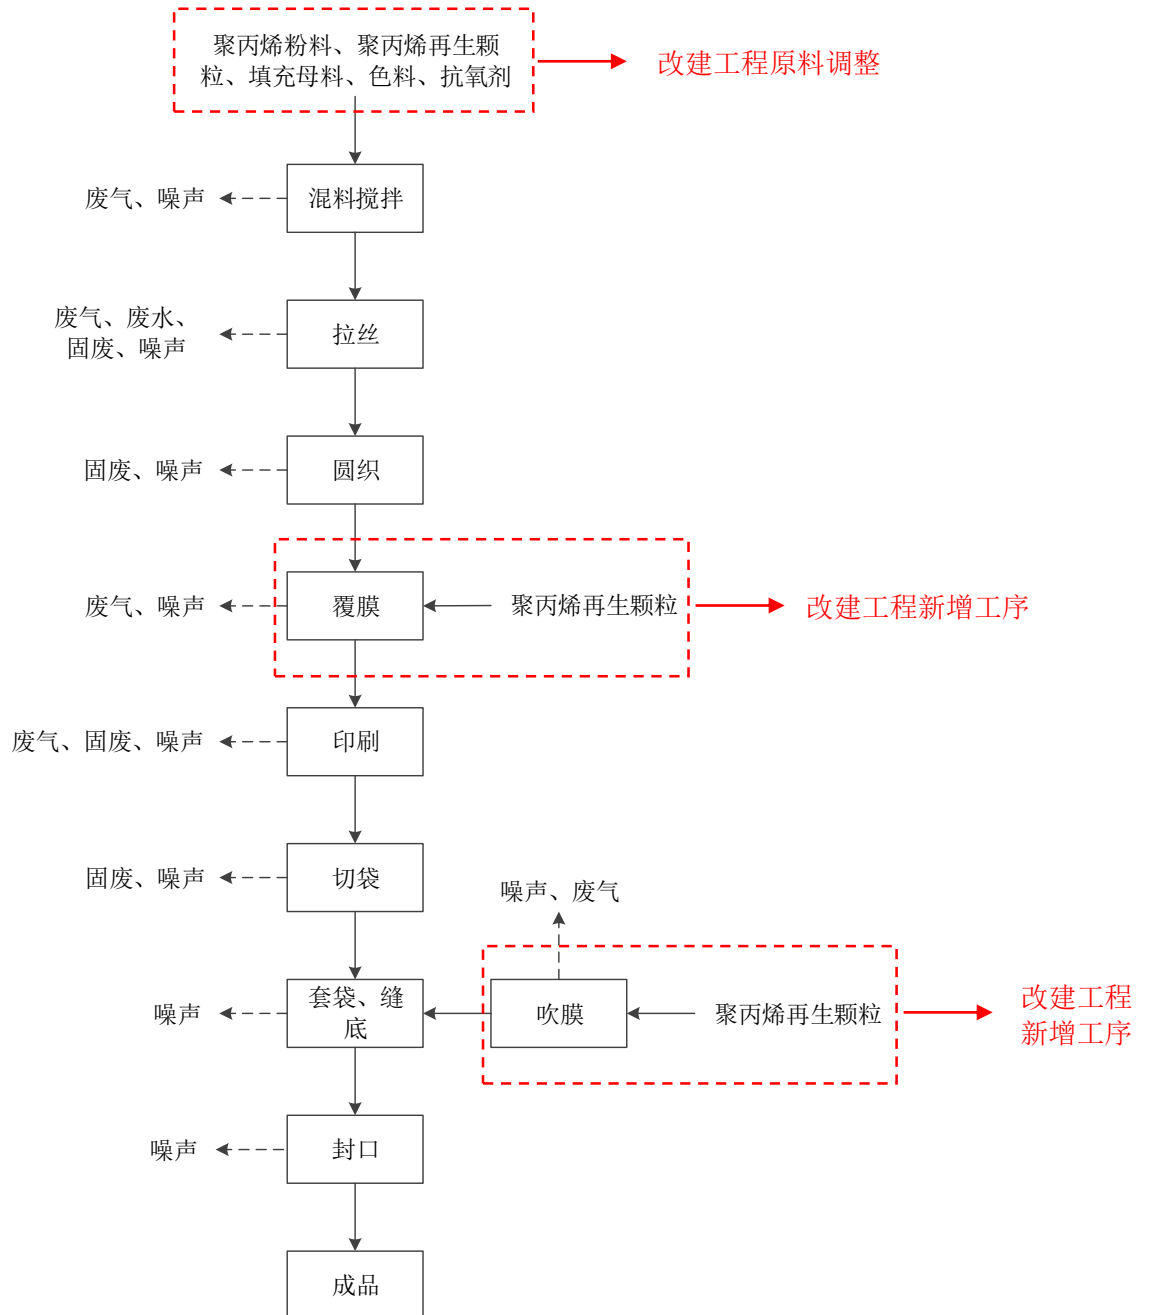 聚丙烯粉料、聚丙烯再生颗
粒、填充母料、色料、抗氧剂
改建工程原料调整
废气、噪声
混料搅拌
废气、废水、
固废、噪声
拉丝
固废、噪声
圆织
废气、噪声
覆膜
聚丙烯再生颗粒
改建工程新增工序
废气、固废、噪声
印刷
固废、噪声
切袋
噪声、废气
噪声
套袋、缝
底
吹膜
聚丙烯再生颗粒
改建工程
新增工序
噪声
封口
成品